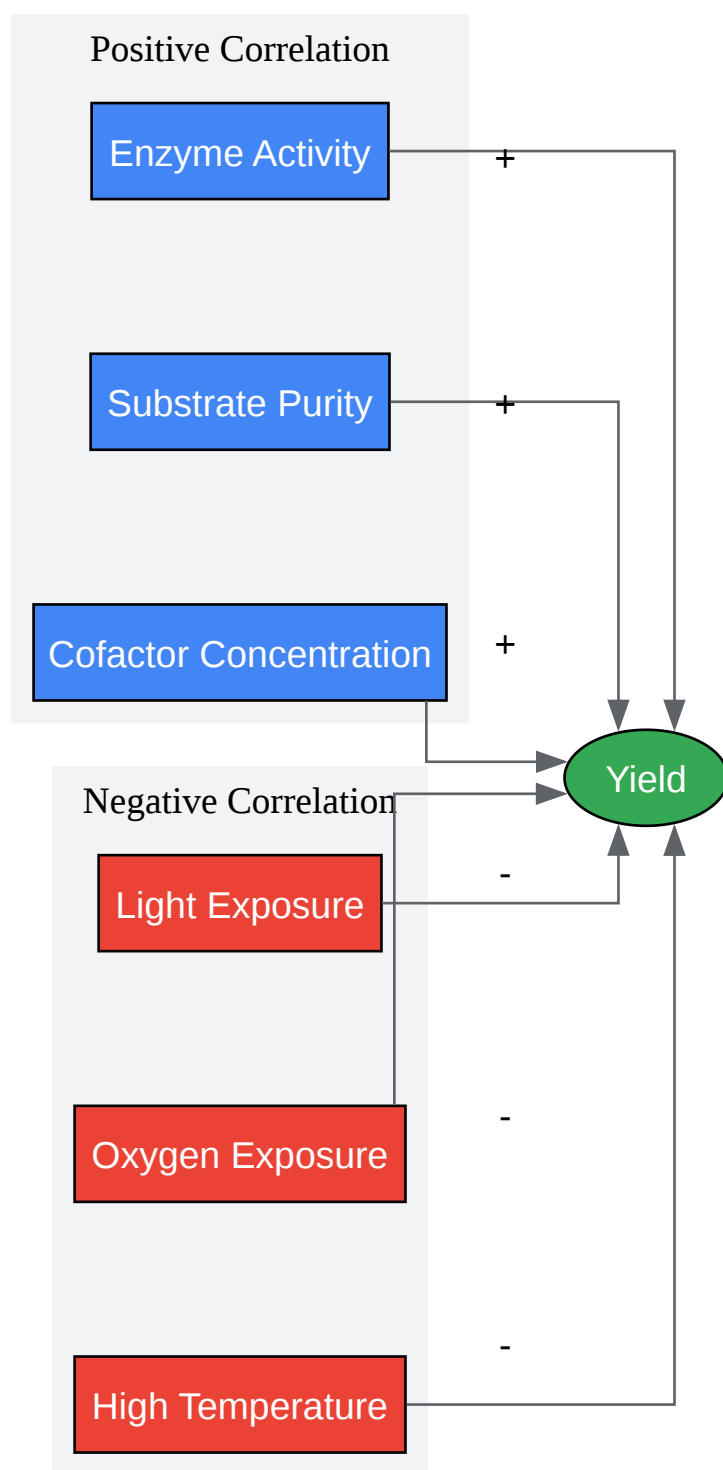 Positive Correlation
Enzyme Activity
+
Substrate Purity
+
Cofactor Concentration
+
Yield
Negative Correlation
Light Exposure
-
Oxygen Exposure
-
High Temperature
-